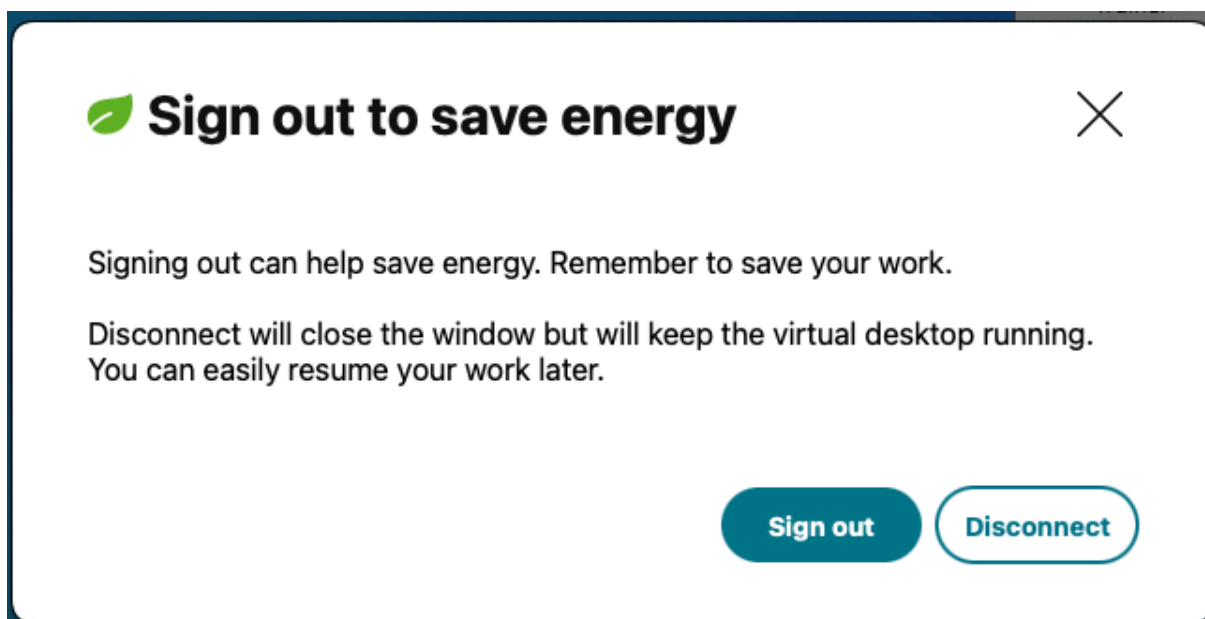 Sign out to save energy
Signing out can help save energy. Remember to save your work.
Disconnect will close the window but will keep the virtual desktop running.
You can easily resume your work later.
Sign out
Disconnect